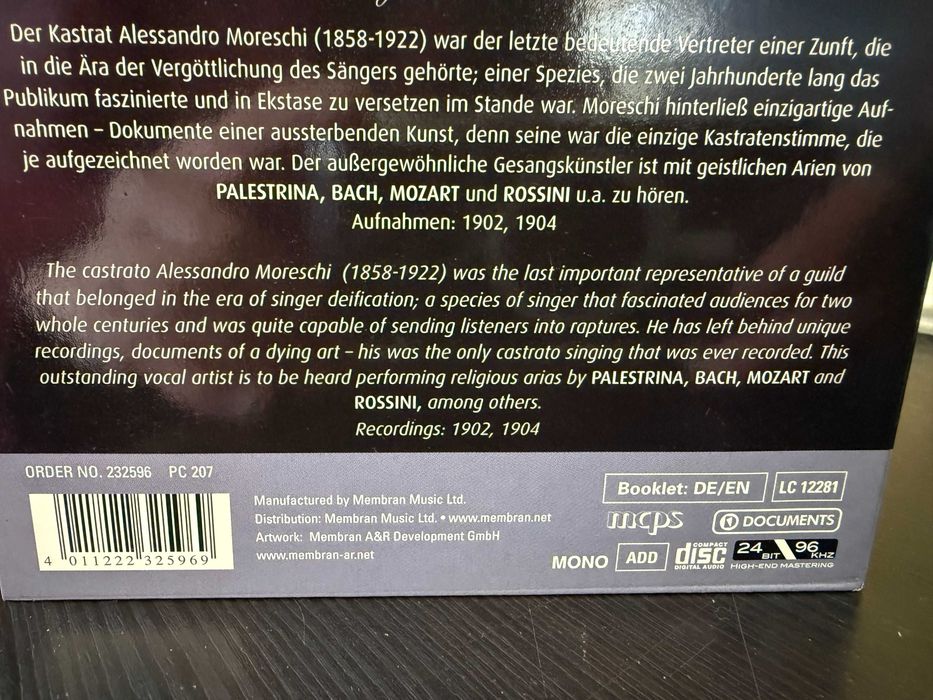 Der Kastrat Alessandro Moreschi (1858-1922) war der letzte bedeutende Vertreter einer Zunft, die
in die Ära der Vergöttlichung des Sängers gehörte; einer Spezies, die zwei Jahrhunderte lang das
Publikum faszinierte und in Ekstase zu versetzen im Stande war. Moreschi hinterließ einzigartige Auf-
nahmen – Dokumente einer aussterbenden Kunst, denn seine war die einzige Kastratenstimme, die
je aufgezeichnet worden war. Der außergewöhnliche Gesangskünstler ist mit geistlichen Arien von
PALESTRINA, BACH, MOZART und ROSSINI u.a. zu hören.
Aufnahmen: 1902, 1904
The castrato Alessandro Moreschi (1858-1922) was the last important representative of a guild
that belonged in the era of singer deification; a species of singer that fascinated audiences for two
whole centuries and was quite capable of sending listeners into raptures. He has left behind unique
recordings, documents of a dying art – his was the only castrato singing that was ever recorded. This
outstanding vocal artist is to be heard performing religious arias by PALESTRINA, BACH, MOZART and
ROSSINI, among others.
Recordings: 1902, 1904
ORDER NO. 232596 PC 207
4 011222 325969
Manufactured by Membran Music Ltd.
Distribution: Membran Music Ltd. • www.membran.net
Artwork: Membran A&R Development GmbH
www.membran-ar.net
Booklet: DE/EN
LC 12281
mcps
DOCUMENTS
MONO
ADD
COMPACT
disc
DIGITAL AUDIO
24 BIT 96 KHZ
HIGH-END MASTERING